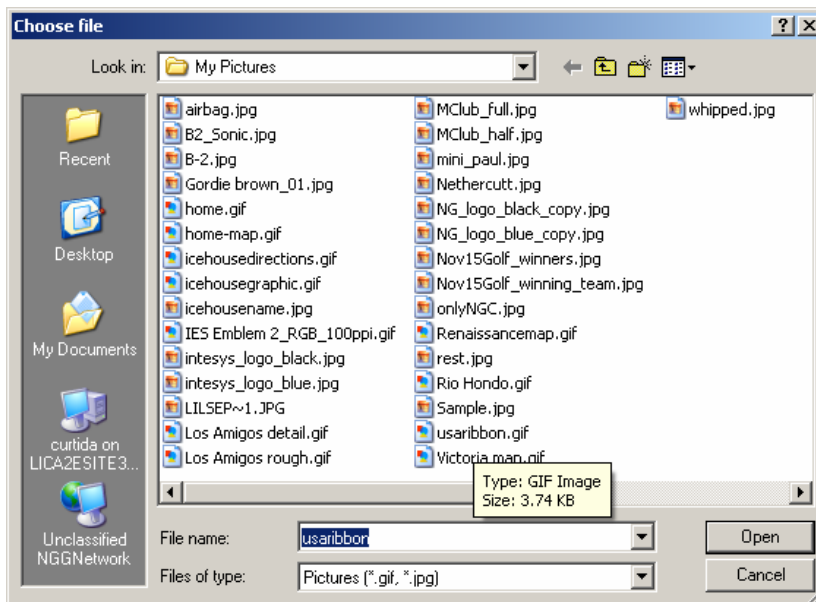 Choose file
Look in:
My Pictures
Recent
Desktop
My Documents
curtida on
LICA2ESITE3...
Unclassified
NGGNetwork
airbag.jpg
B2_Sonic.jpg
B-2.jpg
Gordie brown_01.jpg
home.gif
home-map.gif
icehousedirections.gif
icehousegraphic.gif
icehousename.jpg
IES Emblem 2_RGB_100ppi.gif
intesys_logo_black.jpg
intesys_logo_blue.jpg
LILSEP~1.JPG
Los Amigos detail.gif
Los Amigos rough.gif
MClub_full.jpg
MClub_half.jpg
mini_paul.jpg
Nethercutt.jpg
NG_logo_black_copy.jpg
NG_logo_blue_copy.jpg
Nov15Golf_winners.jpg
Nov15Golf_winning_team.jpg
onlyNGC.jpg
Renaissancemap.gif
rest.jpg
Rio Hondo.gif
Sample.jpg
usaribbon.gif
Victoria map.gif
whipped.jpg
Type: GIF Image
Size: 3.74 KB
File name:
usaribbon
Open
Files of type:
Pictures (*.gif, *.jpg)
Cancel